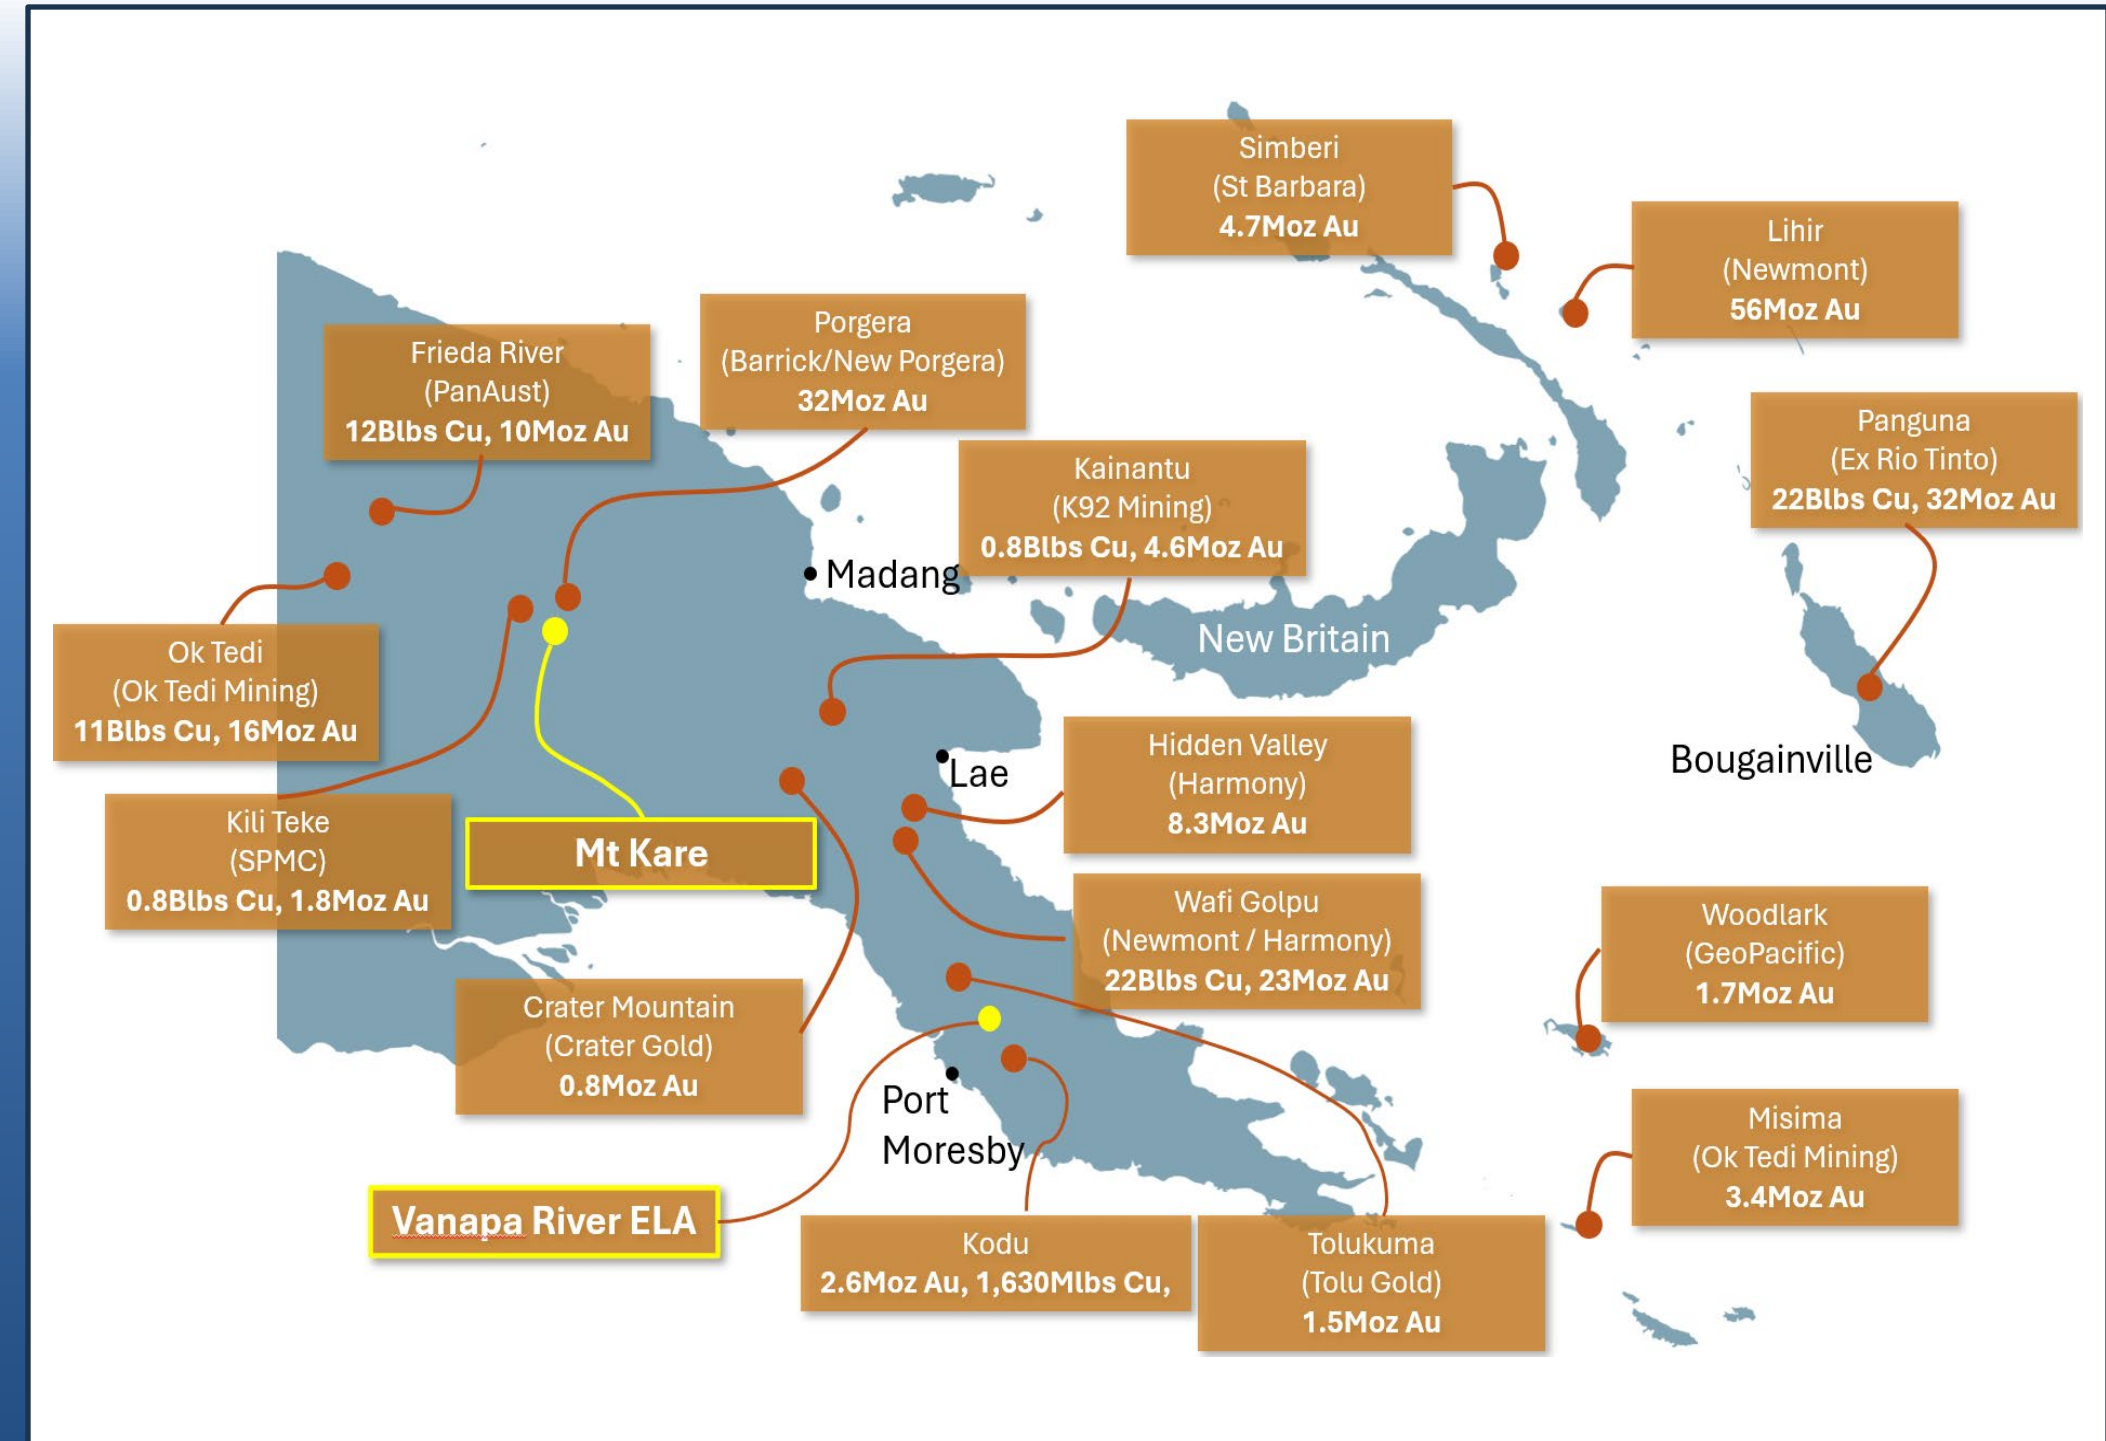 Simberi
(St Barbara)
4.7Moz Au
Lihir
(Newmont)
56Moz Au
Porgera
(Barrick/New Porgera)
32Moz Au
Frieda River
(PanAust)
12Blbs Cu, 10Moz Au
Panguna
(Ex Rio Tinto)
22Blbs Cu, 32Moz Au
Kainantu
(K92 Mining)
0.8Blbs Cu, 4.6Moz Au
Madang
New Britain
Ok Tedi
(Ok Tedi Mining)
11Blbs Cu, 16Moz Au
Hidden Valley
(Harmony)
8.3Moz Au
Bougainville
Lae
Kili Teke
(SPMC)
0.8Blbs Cu, 1.8Moz Au
Mt Kare
Wafi Golpu
(Newmont / Harmony)
22Blbs Cu, 23Moz Au
Woodlark
(GeoPacific)
1.7Moz Au
Crater Mountain
(Crater Gold)
0.8Moz Au
Port
Moresby
Misima
(Ok Tedi Mining)
3.4Moz Au
Vanapa River ELA
Kodu
2.6Moz Au, 1,630Mlbs Cu,
Tolukuma
(Tolu Gold)
1.5Moz Au